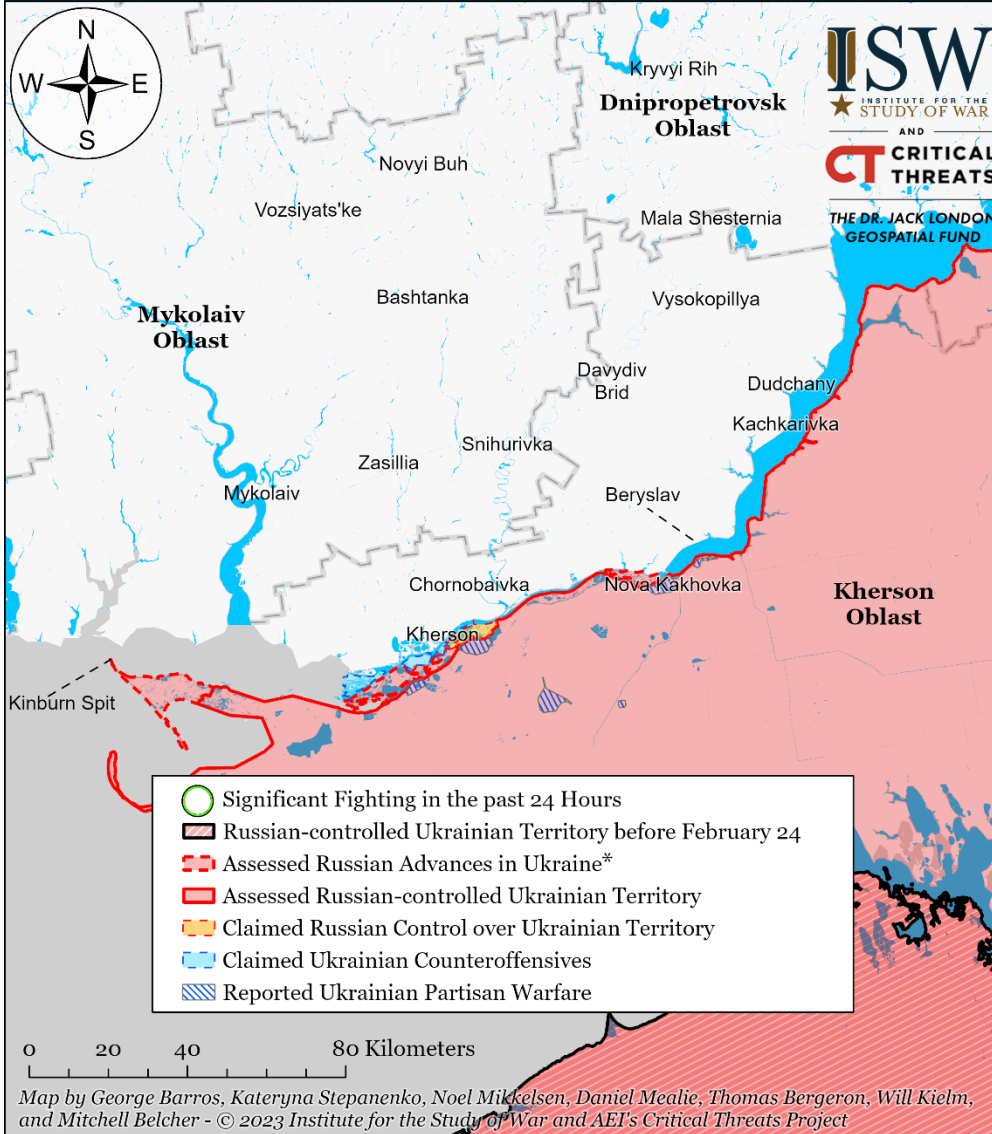 N
W
E
S
ISW
INSTITUTE FOR THE
STUDY OF WAR
AND
CT CRITICAL
THREATS
THE DR. JACK LONDON
GEOSPATIAL FUND
Kryvyi Rih
Dnipropetrovsk
Oblast
Novyi Buh
Vozsiyats'ke
Mala Shesternia
Bashtanka
Vysokopillya
Mykolaiv
Oblast
Davydiv
Brid
Dudchany
Kachkarivka
Snihurivka
Zasillia
Mykolaiv
Beryslav
Chornobaivka
Nova Kakhovka
Kherson
Oblast
Kherson
Kinburn Spit
Significant Fighting in the past 24 Hours
Russian-controlled Ukrainian Territory before February 24
Assessed Russian Advances in Ukraine*
Assessed Russian-controlled Ukrainian Territory
Claimed Russian Control over Ukrainian Territory
Claimed Ukrainian Counteroffensives
Reported Ukrainian Partisan Warfare
0 20 40 80 Kilometers
Map by George Barros, Kateryna Stepanenko, Noel Mikkelsen, Daniel Mealie, Thomas Bergeron, Will Kielm,
and Mitchell Belcher - © 2023 Institute for the Study of War and AEI's Critical Threats Project